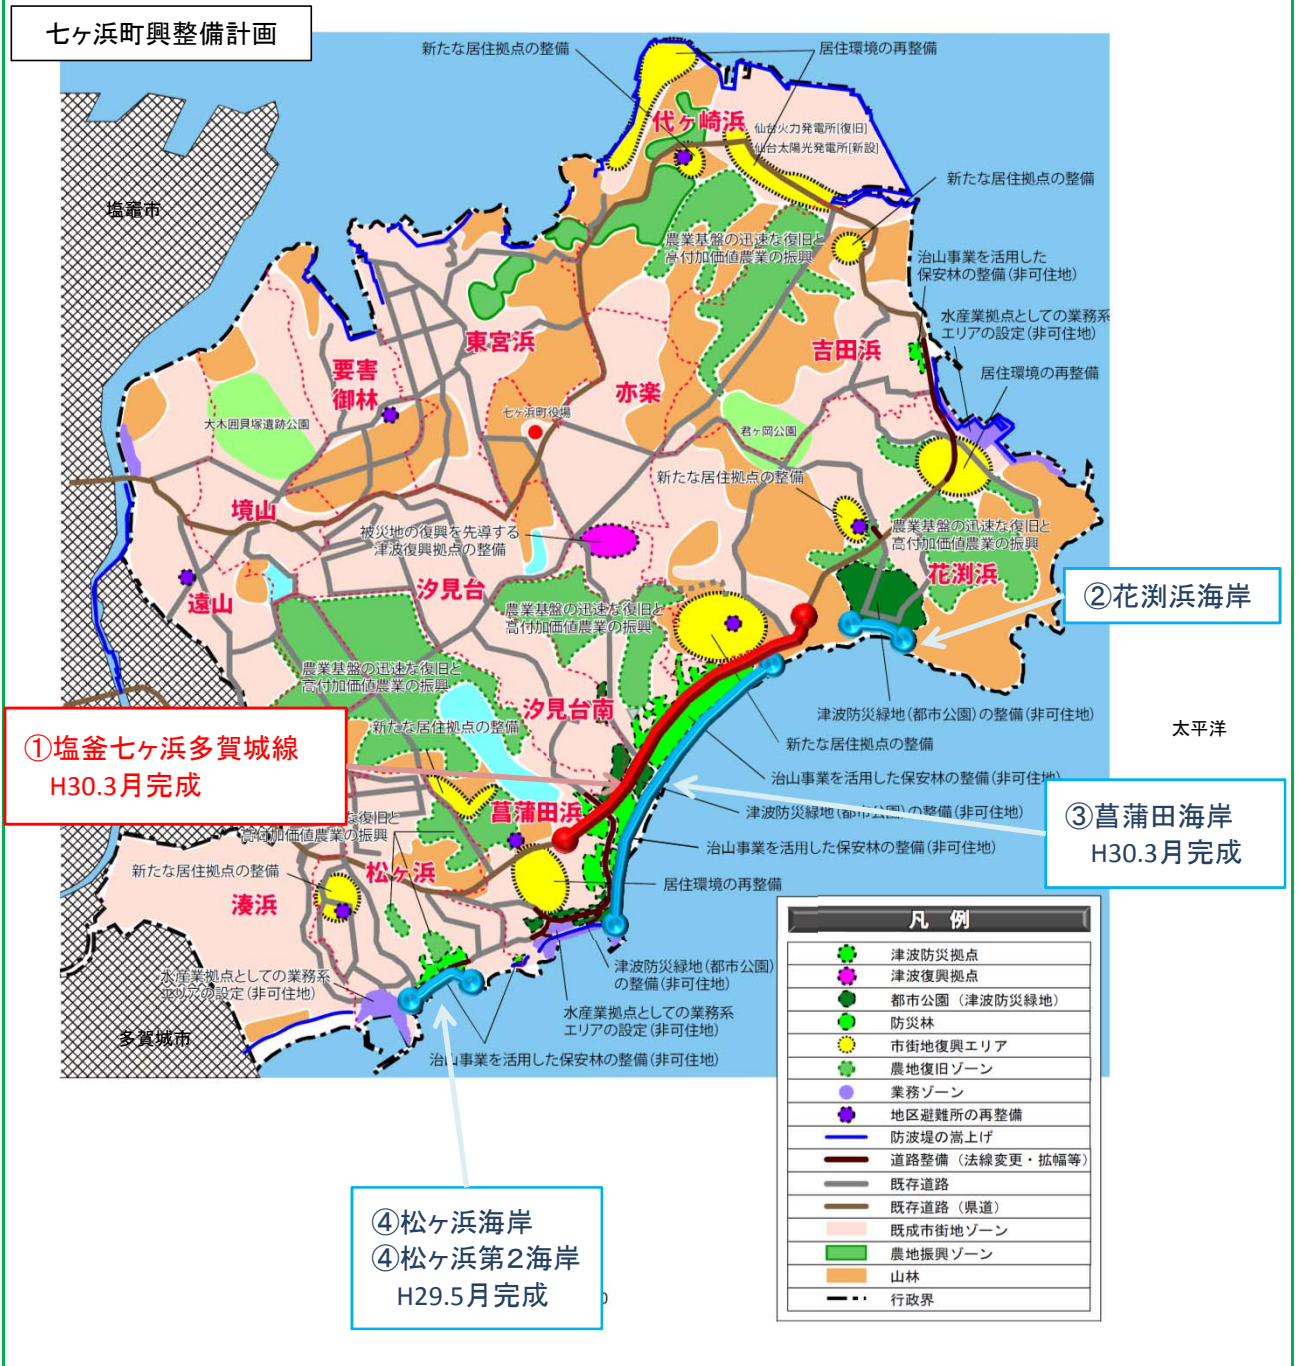 七ヶ浜町興整備計画
新たな居住拠点の整備
居住環境の再整備
代ヶ崎浜
仙台火力発電所[復旧]
仙台太陽光発電所[新設]
新たな居住拠点の整備
塩竈市
農業基盤の迅速な復旧と
高付加価値農業の振興
治山事業を活用した
保安林の整備(非可住地)
水産業拠点としての業務系
エリアの設定(非可住地)
東宮浜
吉田浜
要害
御林
亦楽
居住環境の再整備
七ヶ浜町役場
大木囲貝塚遺跡公園
君ヶ岡公園
新たな居住拠点の整備
境山
被災地の復興を先導する
津波復興拠点の整備
農業基盤の迅速な復旧と
高付加価値農業の振興
花渕浜
汐見台
遠山
②花渕浜海岸
農業基盤の迅速な復旧と
高付加価値農業の振興
農業基盤の迅速な復旧と
高付加価値農業の振興
汐見台南
津波防災緑地(都市公園)の整備(非可住地)
太平洋
①塩釜七ヶ浜多賀城線
H30.3月完成
新たな居住拠点の整備
新たな居住拠点の整備
治山事業を活用した保安林の整備(非可住地)
津波防災緑地(都市公園)の整備(非可住地)
③菖蒲田海岸
H30.3月完成
菖蒲田浜
な復旧と
高付加価値農業の振興
治山事業を活用した保安林の整備(非可住地)
新たな居住拠点の整備
松ヶ浜
居住環境の再整備
湊浜
凡 例
津波防災拠点
津波復興拠点
都市公園（津波防災緑地）
防災林
市街地復興エリア
農地復旧ゾーン
業務ゾーン
地区避難所の再整備
防波堤の嵩上げ
道路整備（法線変更・拡幅等）
既存道路
既存道路（県道）
既成市街地ゾーン
農地振興ゾーン
山林
行政界
津波防災緑地(都市公園)
の整備(非可住地)
水産業拠点としての業務系
エリアの設定(非可住地)
水産業拠点としての業務系
エリアの設定(非可住地)
多賀城市
治山事業を活用した保安林の整備(非可住地)
④松ヶ浜海岸
④松ヶ浜第2海岸
H29.5月完成